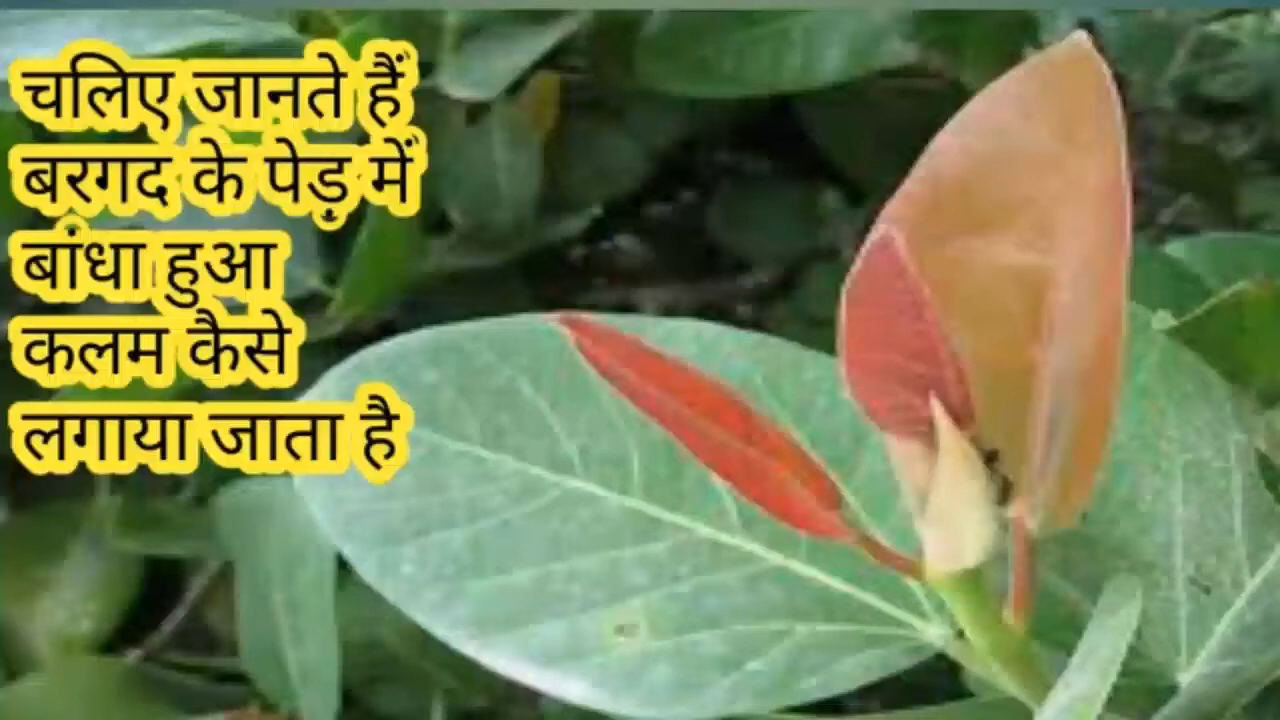 चलिए जानते हैं
बरगद के पेड़ में
बांधा हुआ
कलम कैसे
लगाया जाता है